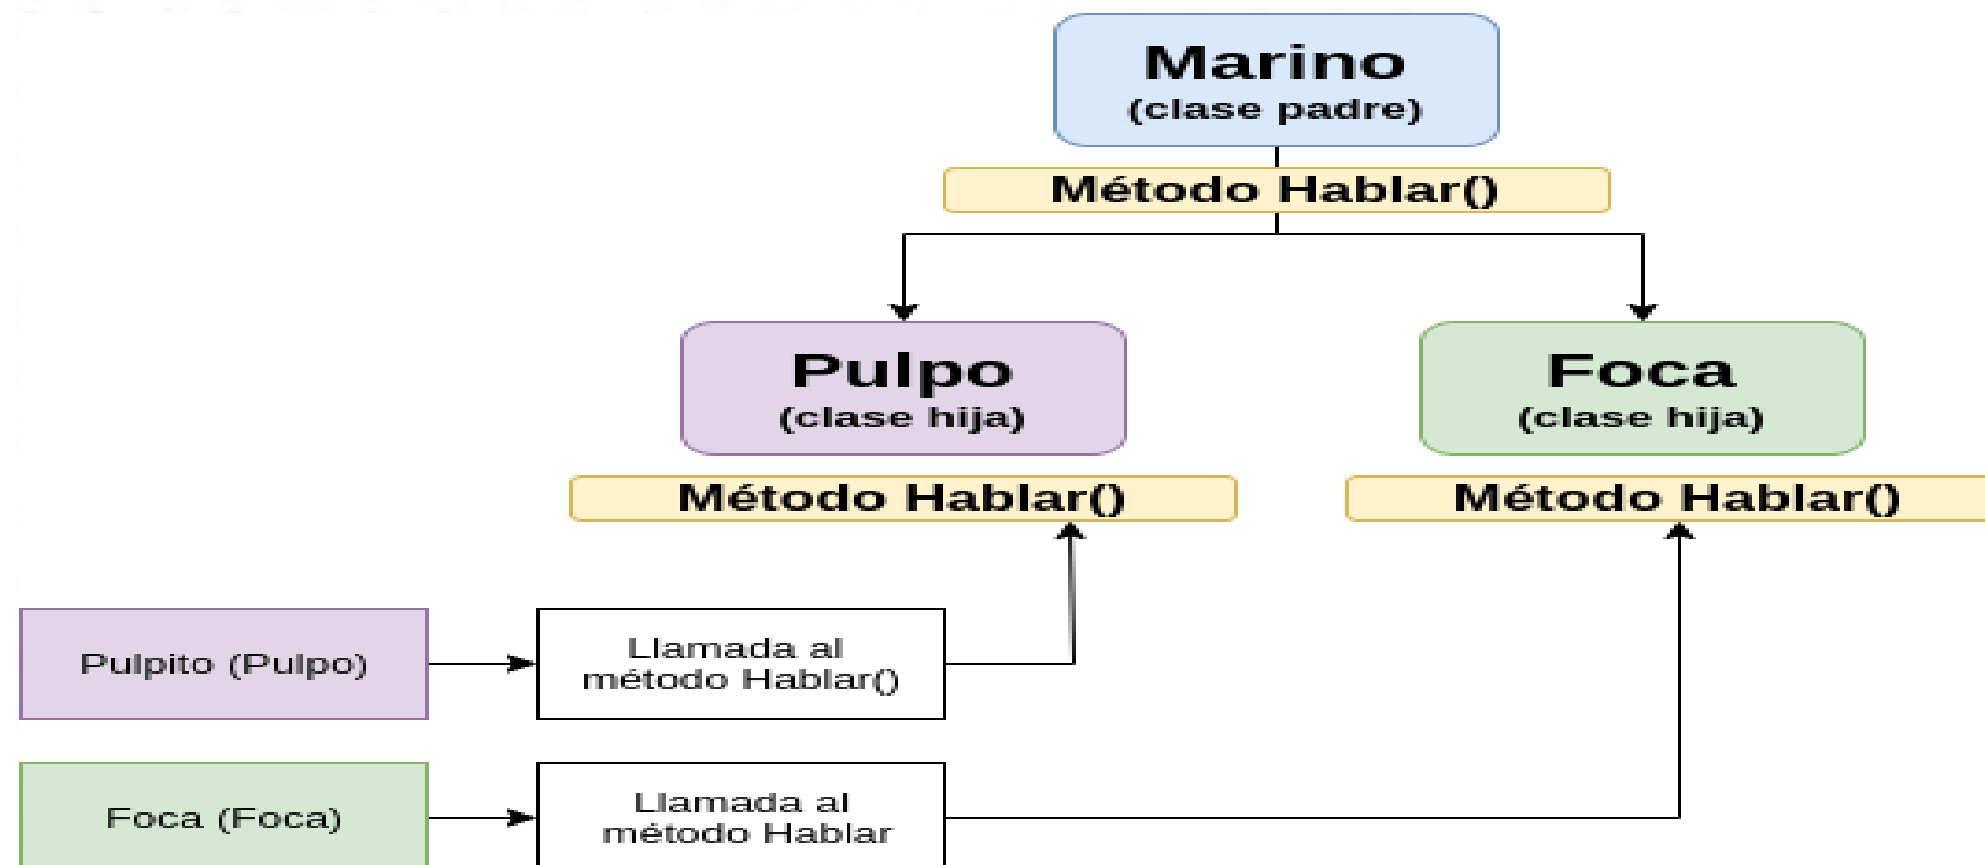 Marino
(clase padre)
Método Hablar()
Pulpo
(clase hija)
Foca
(clase hija)
Método Hablar()
Método Hablar()
Pulpito (Pulpo)
Llamada al
método Hablar()
Foca (Foca)
Llamada al
método Hablar